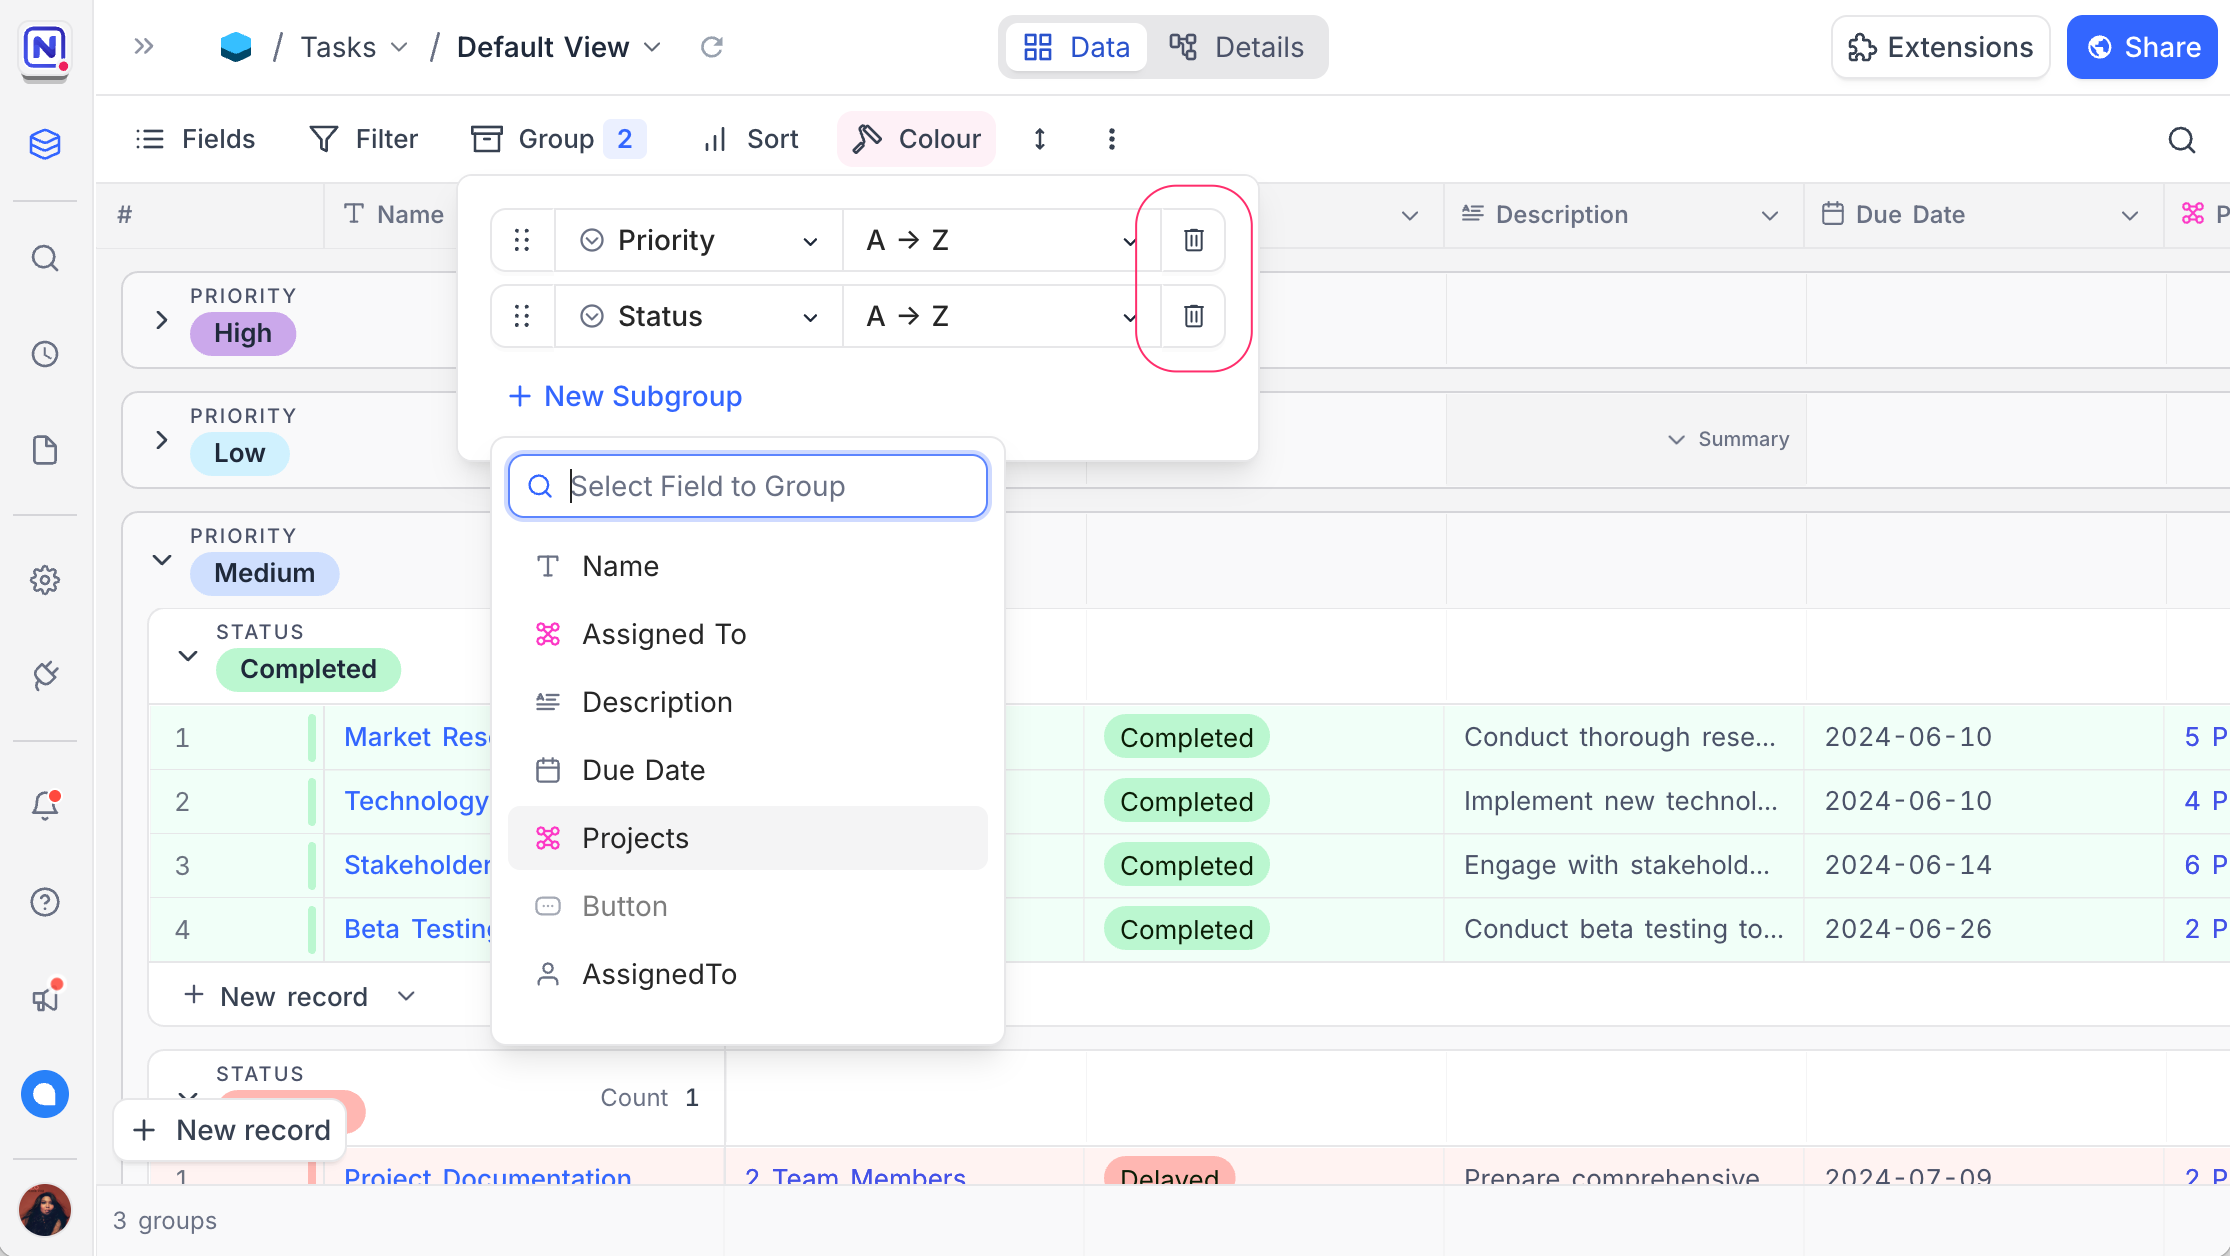 N
/ Tasks / Default View
Data Details
Extensions Share
Fields Filter Group 2 Sort Colour
# Name Description Due Date P
Priority A → Z
Status A → Z
+ New Subgroup
Select Field to Group
Name
Assigned To
Description
Due Date
Projects
Button
AssignedTo
PRIORITY
High
PRIORITY
Low
Summary
PRIORITY
Medium
STATUS
Completed
1 Market Res Completed Conduct thorough rese... 2024-06-10 5 P
2 Technology Completed Implement new technol... 2024-06-10 4 P
3 Stakeholder Completed Engage with stakehold... 2024-06-14 6 P
4 Beta Testing Completed Conduct beta testing to... 2024-06-26 2 P
+ New record
STATUS
Count 1
+ New record
1 Project Documentation 2 Team Members Delayed Prepare comprehensive 2024-07-09 2 P
3 groups